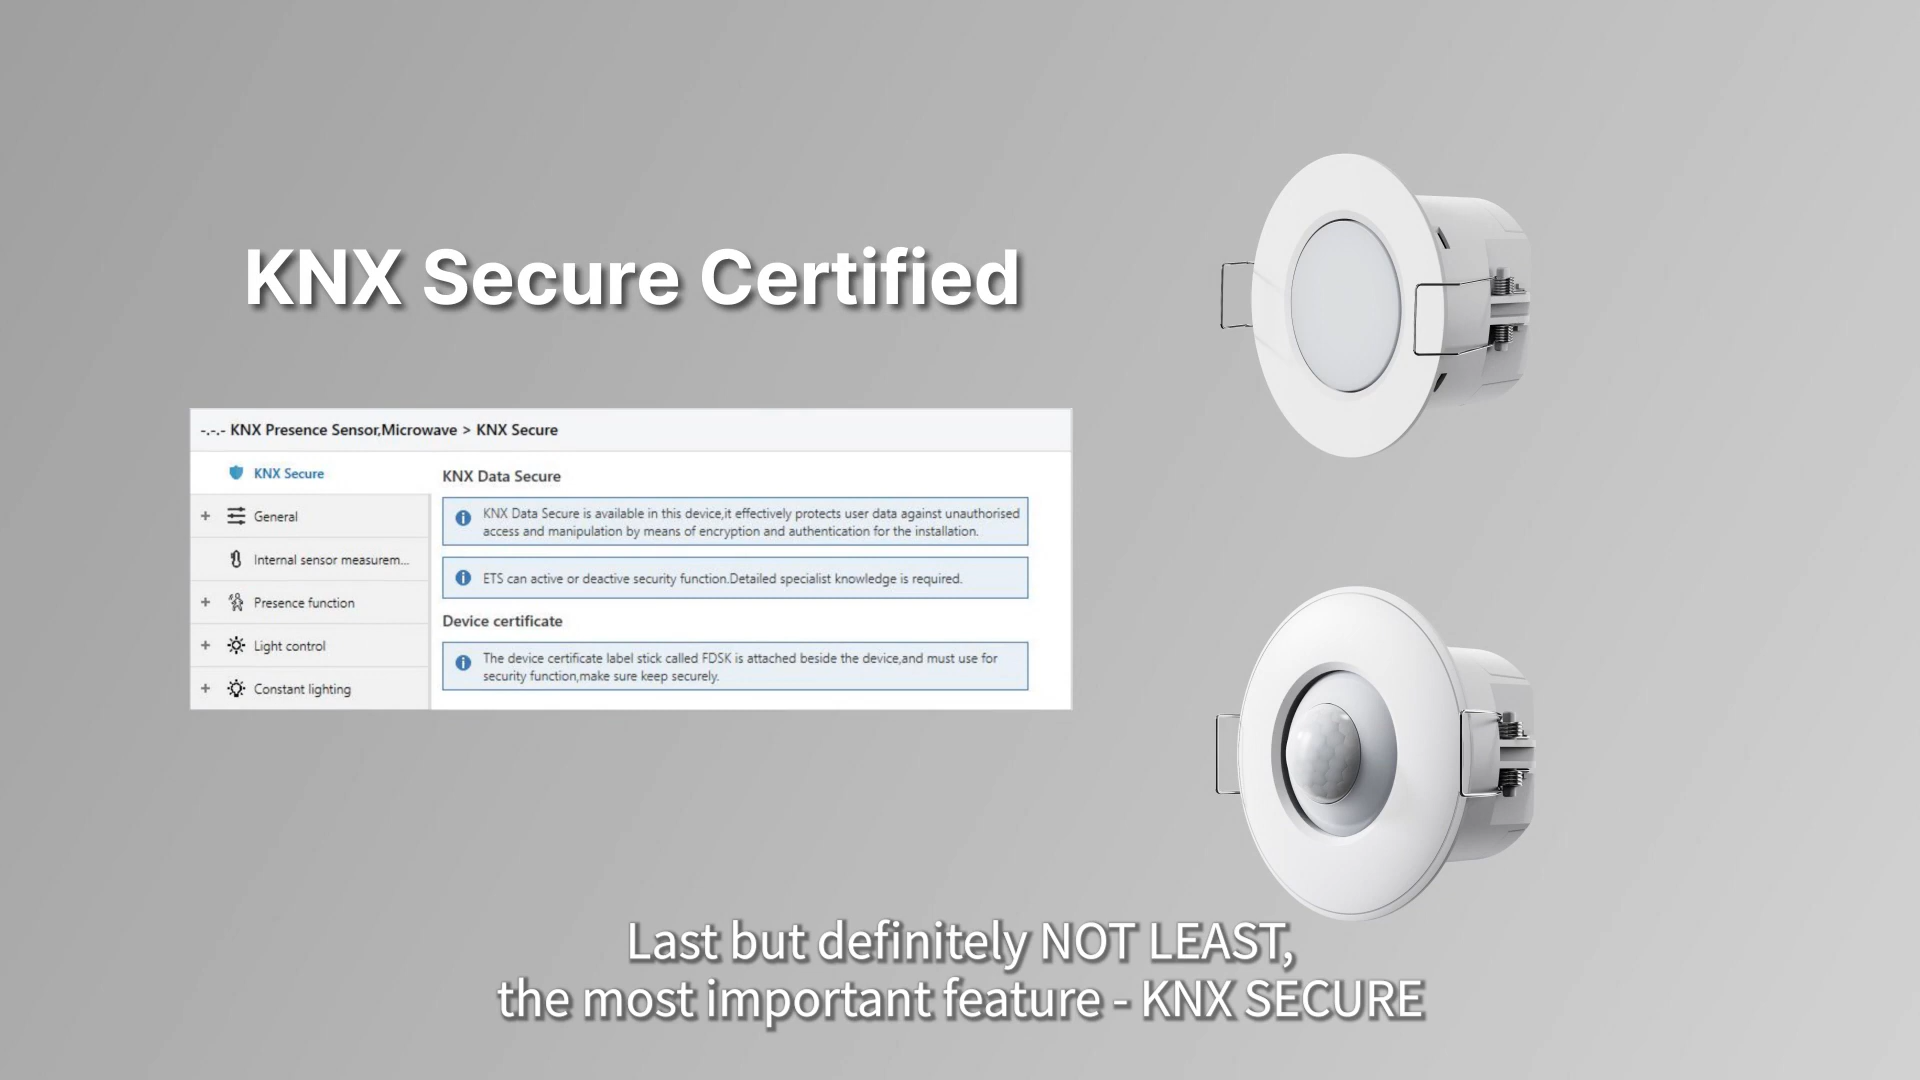 KNX Secure Certified
-.-.- KNX Presence Sensor,Microwave > KNX Secure
KNX Secure
General
Internal sensor measurem...
Presence function
Light control
Constant lighting
KNX Data Secure
KNX Data Secure is available in this device,it effectively protects user data against unauthorised
access and manipulation by means of encryption and authentication for the installation.
ETS can active or deactive security function.Detailed specialist knowledge is required.
Device certificate
The device certificate label stick called FDSK is attached beside the device,and must use for
security function,make sure keep securely.
Last but definitely NOT LEAST,
the most important feature - KNX SECURE